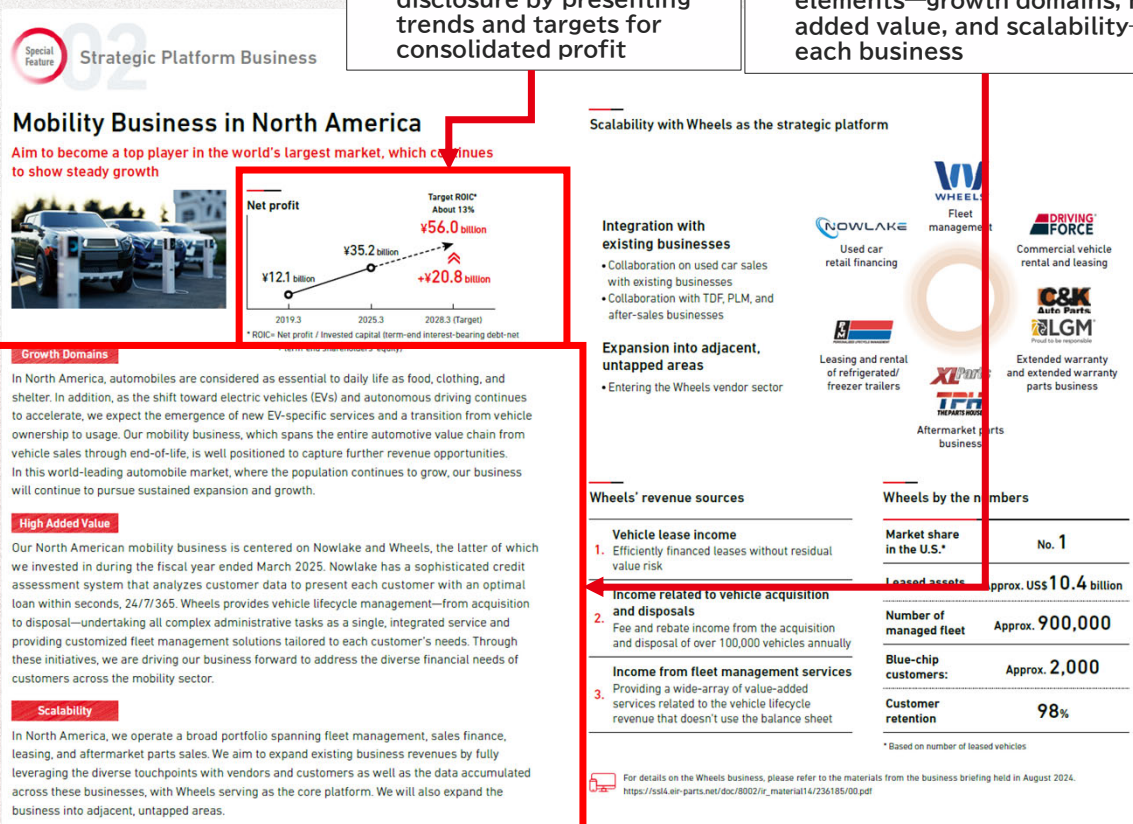 disclosure by presenting
trends and targets for
consolidated profit
elements—growth domains,
added value, and scalability
each business
Special
Feature
02
Strategic Platform Business
Mobility Business in North America
Aim to become a top player in the world's largest market, which continues
to show steady growth
Net profit
Target ROIC*
About 13%
¥56.0 billion
¥35.2 billion
¥12.1 billion
+¥20.8 billion
2019.3 2025.3 2028.3 (Target)
* ROIC= Net profit / Invested capital (term-end interest-bearing debt-net
Growth Domains
In North America, automobiles are considered as essential to daily life as food, clothing, and
shelter. In addition, as the shift toward electric vehicles (EVs) and autonomous driving continues
to accelerate, we expect the emergence of new EV-specific services and a transition from vehicle
ownership to usage. Our mobility business, which spans the entire automotive value chain from
vehicle sales through end-of-life, is well positioned to capture further revenue opportunities.
In this world-leading automobile market, where the population continues to grow, our business
will continue to pursue sustained expansion and growth.
High Added Value
Our North American mobility business is centered on Nowlake and Wheels, the latter of which
we invested in during the fiscal year ended March 2025. Nowlake has a sophisticated credit
assessment system that analyzes customer data to present each customer with an optimal
loan within seconds, 24/7/365. Wheels provides vehicle lifecycle management—from acquisition
to disposal—undertaking all complex administrative tasks as a single, integrated service and
providing customized fleet management solutions tailored to each customer's needs. Through
these initiatives, we are driving our business forward to address the diverse financial needs of
customers across the mobility sector.
Scalability
In North America, we operate a broad portfolio spanning fleet management, sales finance,
leasing, and aftermarket parts sales. We aim to expand existing business revenues by fully
leveraging the diverse touchpoints with vendors and customers as well as the data accumulated
across these businesses, with Wheels serving as the core platform. We will also expand the
business into adjacent, untapped areas.
Scalability with Wheels as the strategic platform
Integration with
existing businesses
• Collaboration on used car sales
with existing businesses
• Collaboration with TDF, PLM, and
after-sales businesses
Expansion into adjacent,
untapped areas
• Entering the Wheels vendor sector
WHEELS
Fleet
management
NOWLAKE
Used car
retail financing
DRIVING
FORCE
Commercial vehicle
rental and leasing
PLM
Leasing and rental
of refrigerated/
freezer trailers
C&K
Auto Parts
LGM
Proud to be responsible
Extended warranty
and extended warranty
parts business
XLParts
TPH
THE PARTS HOUSE
Aftermarket parts
business
Wheels' revenue sources
1. Vehicle lease income
Efficiently financed leases without residual
value risk
2. Income related to vehicle acquisition
and disposals
Fee and rebate income from the acquisition
and disposal of over 100,000 vehicles annually
3. Income from fleet management services
Providing a wide-array of value-added
services related to the vehicle lifecycle
revenue that doesn't use the balance sheet
Wheels by the numbers
Market share
in the U.S.*
No. 1
Leased assets
Approx. US$ 10.4 billion
Number of
managed fleet
Approx. 900,000
Blue-chip
customers:
Approx. 2,000
Customer
retention
98%
* Based on number of leased vehicles
For details on the Wheels business, please refer to the materials from the business briefing held in August 2024.
https://ssl4.eir-parts.net/doc/8002/ir_material14/236185/00.pdf